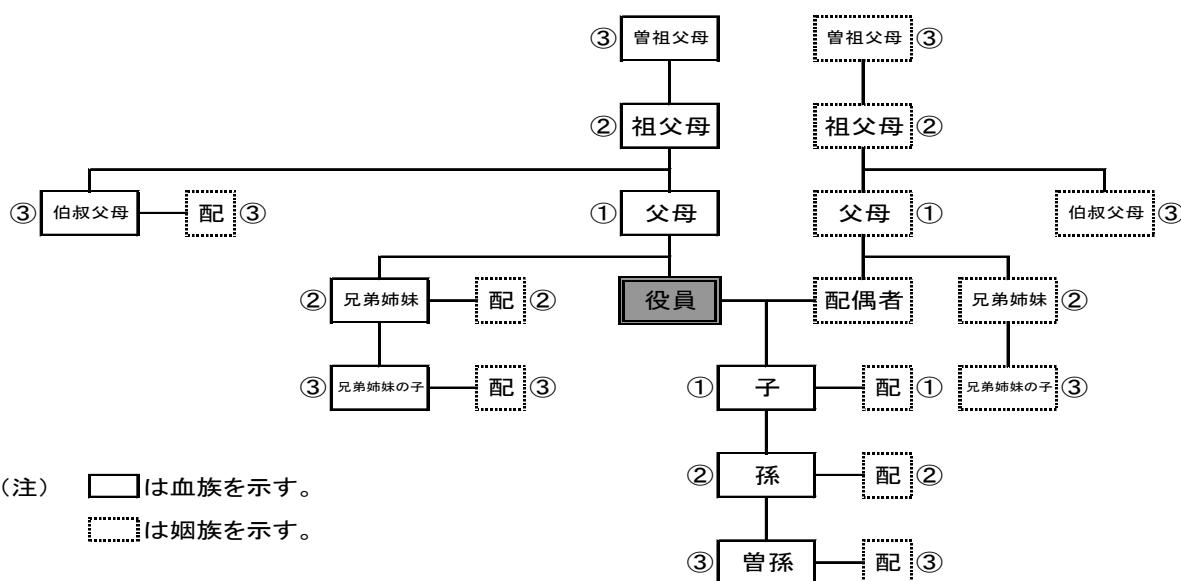 ③ 曽祖父母 曽祖父母 ③
② 祖父母 祖父母 ②
③ 伯叔父母 配 ③ ① 父母 父母 ① 伯叔父母 ③
② 兄弟姉妹 配 ② 役員 配偶者 兄弟姉妹 ②
③ 兄弟姉妹の子 配 ③ ① 子 配 ① 兄弟姉妹の子 ③
② 孫 配 ②
(注) は血族を示す。
は姻族を示す。
③ 曽孫 配 ③